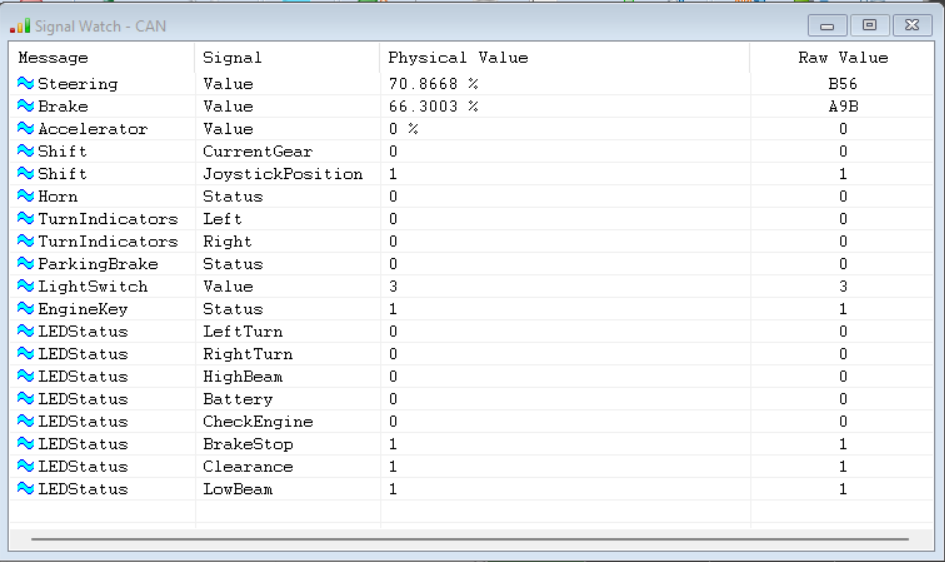 Signal Watch - CAN
Message Signal Physical Value Raw Value
Steering Value 70.8668 % B56
Brake Value 66.3003 % A9B
Accelerator Value 0 % 0
Shift CurrentGear 0 0
Shift JoystickPosition 1 1
Horn Status 0 0
TurnIndicators Left 0 0
TurnIndicators Right 0 0
ParkingBrake Status 0 0
LightSwitch Value 3 3
EngineKey Status 1 1
LEDStatus LeftTurn 0 0
LEDStatus RightTurn 0 0
LEDStatus HighBeam 0 0
LEDStatus Battery 0 0
LEDStatus CheckEngine 0 0
LEDStatus BrakeStop 1 1
LEDStatus Clearance 1 1
LEDStatus LowBeam 1 1